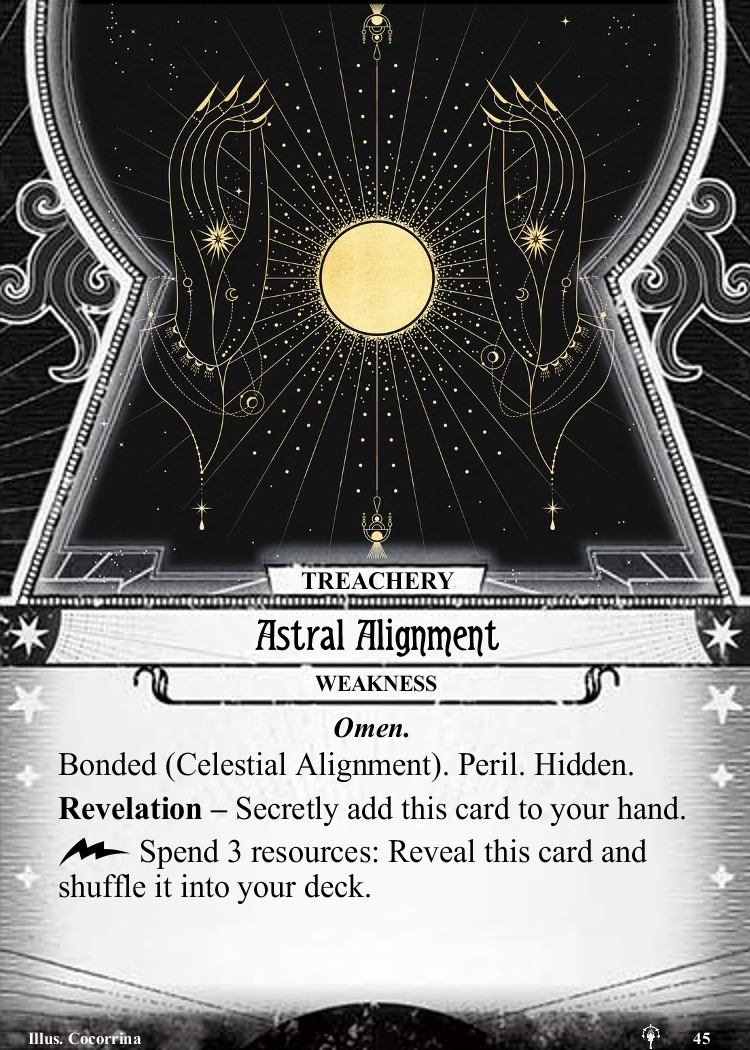 TREACHERY
Astral Alignment
WEAKNESS
Omen.
Bonded (Celestial Alignment). Peril. Hidden.
Revelation – Secretly add this card to your hand.
Spend 3 resources: Reveal this card and
shuffle it into your deck.
Illus. Cocorrina
45